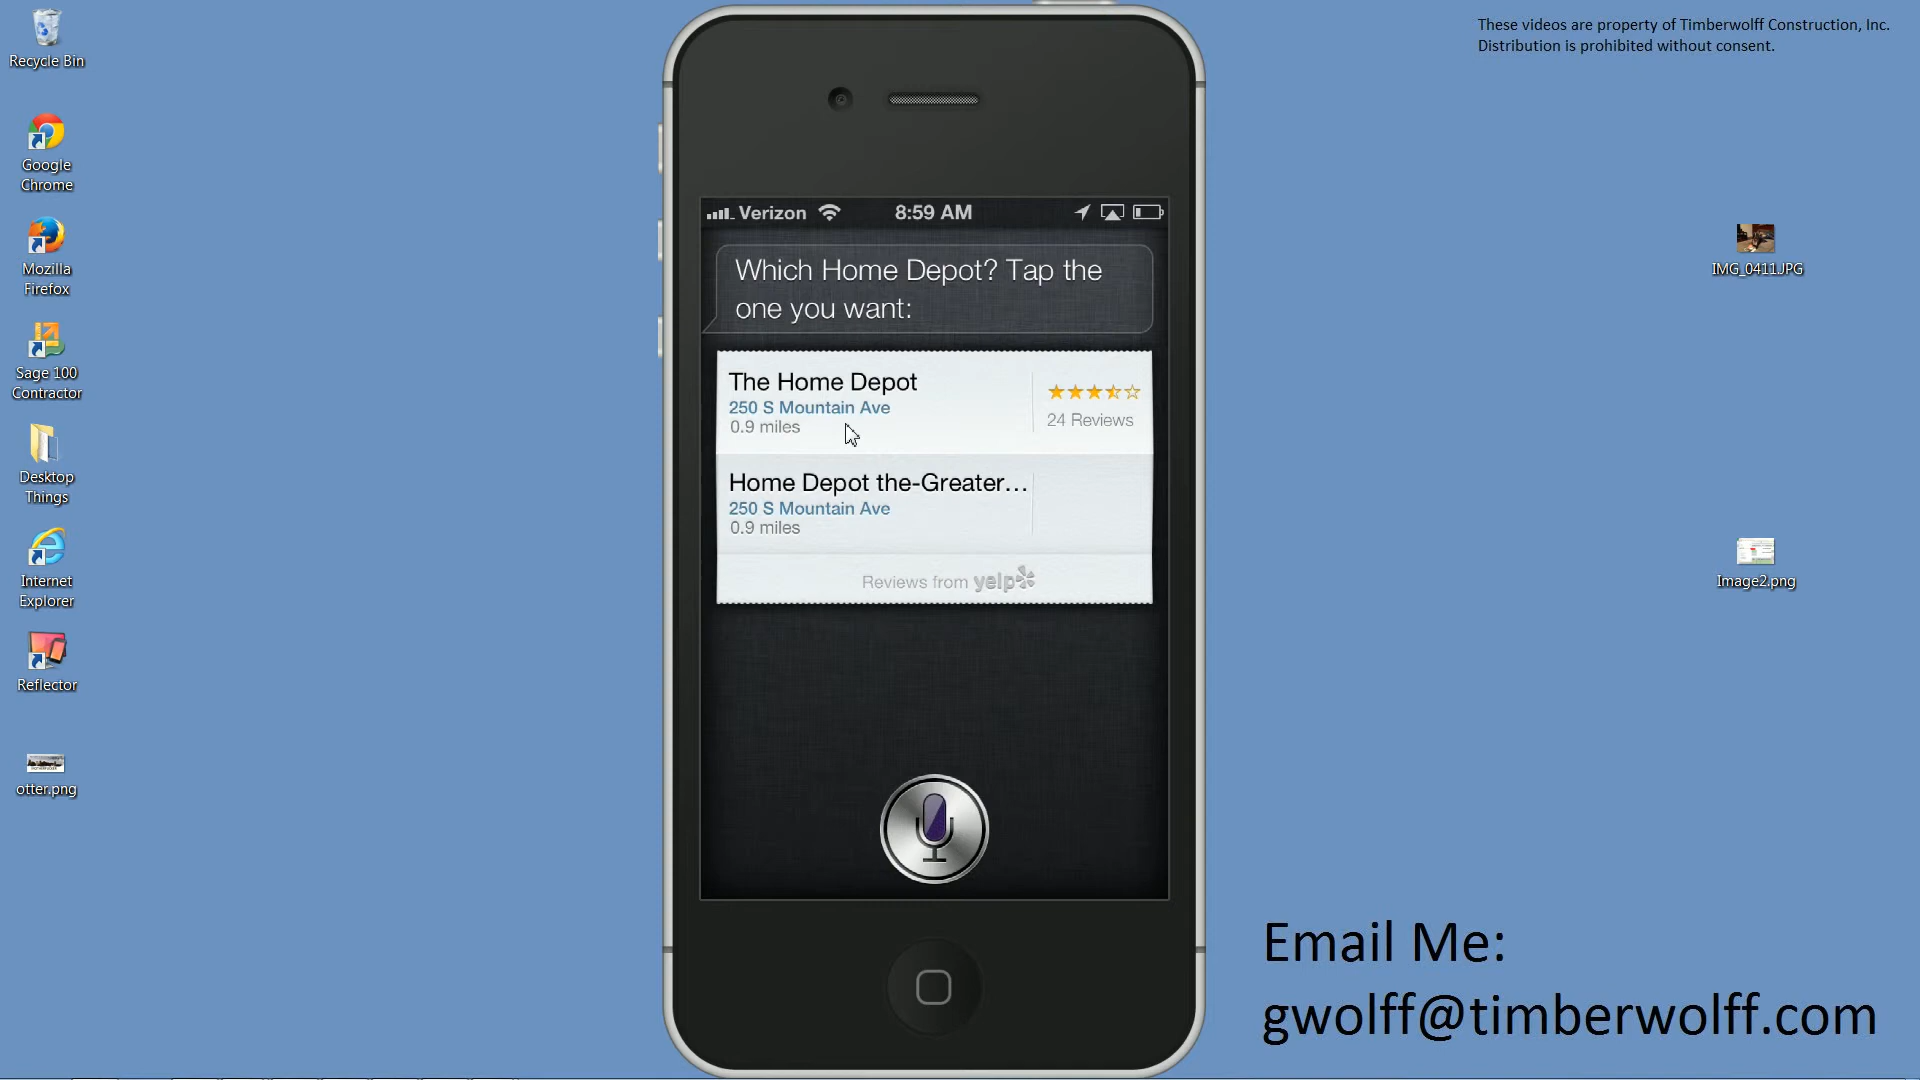 These videos are property of Timberwolff Construction, Inc.
Distribution is prohibited without consent.
Recycle Bin
Google
Chrome
Mozilla
Firefox
Sage 100
Contractor
Desktop
Things
Internet
Explorer
Reflector
otter.png
Verizon 8:59 AM
Which Home Depot? Tap the
one you want:
The Home Depot
250 S Mountain Ave
0.9 miles
24 Reviews
Home Depot the-Greater...
250 S Mountain Ave
0.9 miles
Reviews from yelp
IMG_0411.JPG
Image2.png
Email Me:
gwolff@timberwolff.com